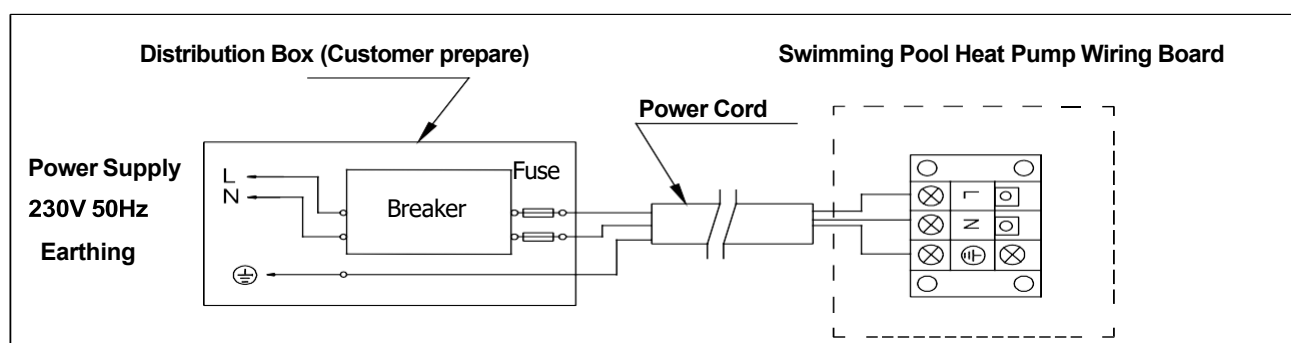 Distribution Box (Customer prepare)
Swimming Pool Heat Pump Wiring Board
Power Cord
Power Supply
230V 50Hz
Earthing
L
N
Breaker
Fuse
L
N